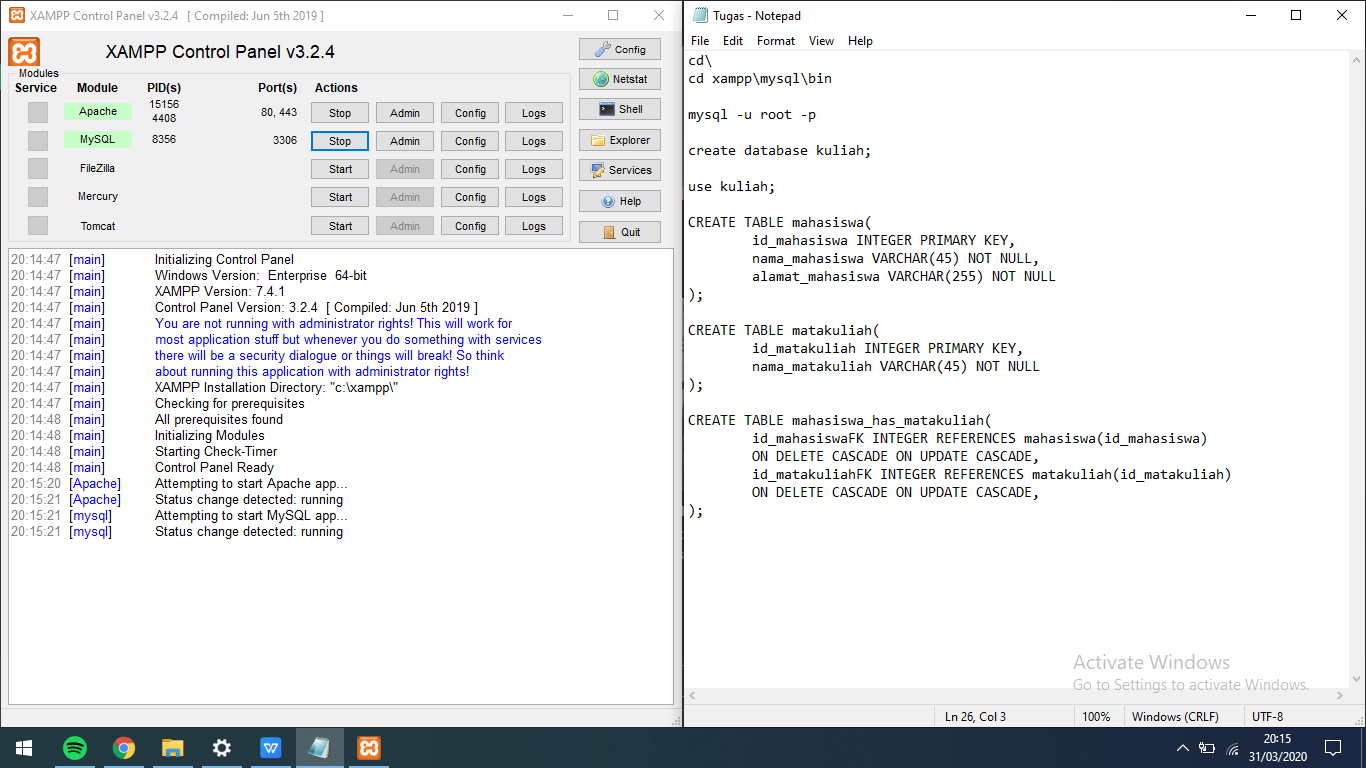 XAMPP Control Panel v3.2.4 [ Compiled: Jun 5th 2019 ]
XAMPP Control Panel v3.2.4
Modules
Service Module PID(s) Port(s) Actions
Apache 15156 4408 80, 443 Stop Admin Config Logs
MySQL 8356 3306 Stop Admin Config Logs
FileZilla Start Admin Config Logs
Mercury Start Admin Config Logs
Tomcat Start Admin Config Logs
Config
Netstat
Shell
Explorer
Services
Help
Quit
20:14:47 [main] Initializing Control Panel
20:14:47 [main] Windows Version: Enterprise 64-bit
20:14:47 [main] XAMPP Version: 7.4.1
20:14:47 [main] Control Panel Version: 3.2.4 [ Compiled: Jun 5th 2019 ]
20:14:47 [main] You are not running with administrator rights! This will work for
20:14:47 [main] most application stuff but whenever you do something with services
20:14:47 [main] there will be a security dialogue or things will break! So think
20:14:47 [main] about running this application with administrator rights!
20:14:47 [main] XAMPP Installation Directory: "c:\xampp\"
20:14:47 [main] Checking for prerequisites
20:14:48 [main] All prerequisites found
20:14:48 [main] Initializing Modules
20:14:48 [main] Starting Check-Timer
20:14:48 [main] Control Panel Ready
20:15:20 [Apache] Attempting to start Apache app...
20:15:21 [Apache] Status change detected: running
20:15:21 [mysql] Attempting to start MySQL app...
20:15:21 [mysql] Status change detected: running
Tugas - Notepad
File Edit Format View Help
cd\
cd xampp\mysql\bin
mysql -u root -p
create database kuliah;
use kuliah;
CREATE TABLE mahasiswa(
id_mahasiswa INTEGER PRIMARY KEY,
nama_mahasiswa VARCHAR(45) NOT NULL,
alamat_mahasiswa VARCHAR(255) NOT NULL
);
CREATE TABLE matakuliah(
id_matakuliah INTEGER PRIMARY KEY,
nama_matakuliah VARCHAR(45) NOT NULL
);
CREATE TABLE mahasiswa_has_matakuliah(
id_mahasiswaFK INTEGER REFERENCES mahasiswa(id_mahasiswa)
ON DELETE CASCADE ON UPDATE CASCADE,
id_matakuliahFK INTEGER REFERENCES matakuliah(id_matakuliah)
ON DELETE CASCADE ON UPDATE CASCADE,
);
Activate Windows
Go to Settings to activate Windows.
Ln 26, Col 3 100% Windows (CRLF) UTF-8
20:15
31/03/2020